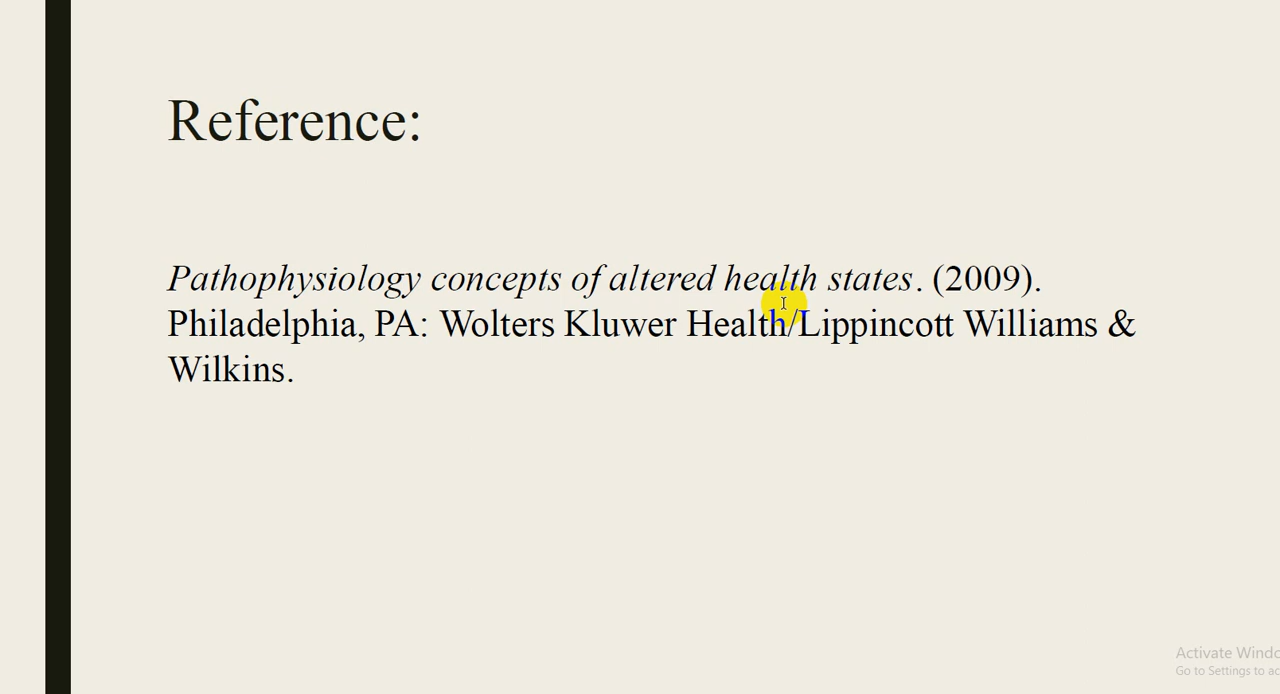 Reference:
Pathophysiology concepts of altered health states. (2009).
Philadelphia, PA: Wolters Kluwer Health/Lippincott Williams &
Wilkins.
Activate Windo
Go to Settings to ac